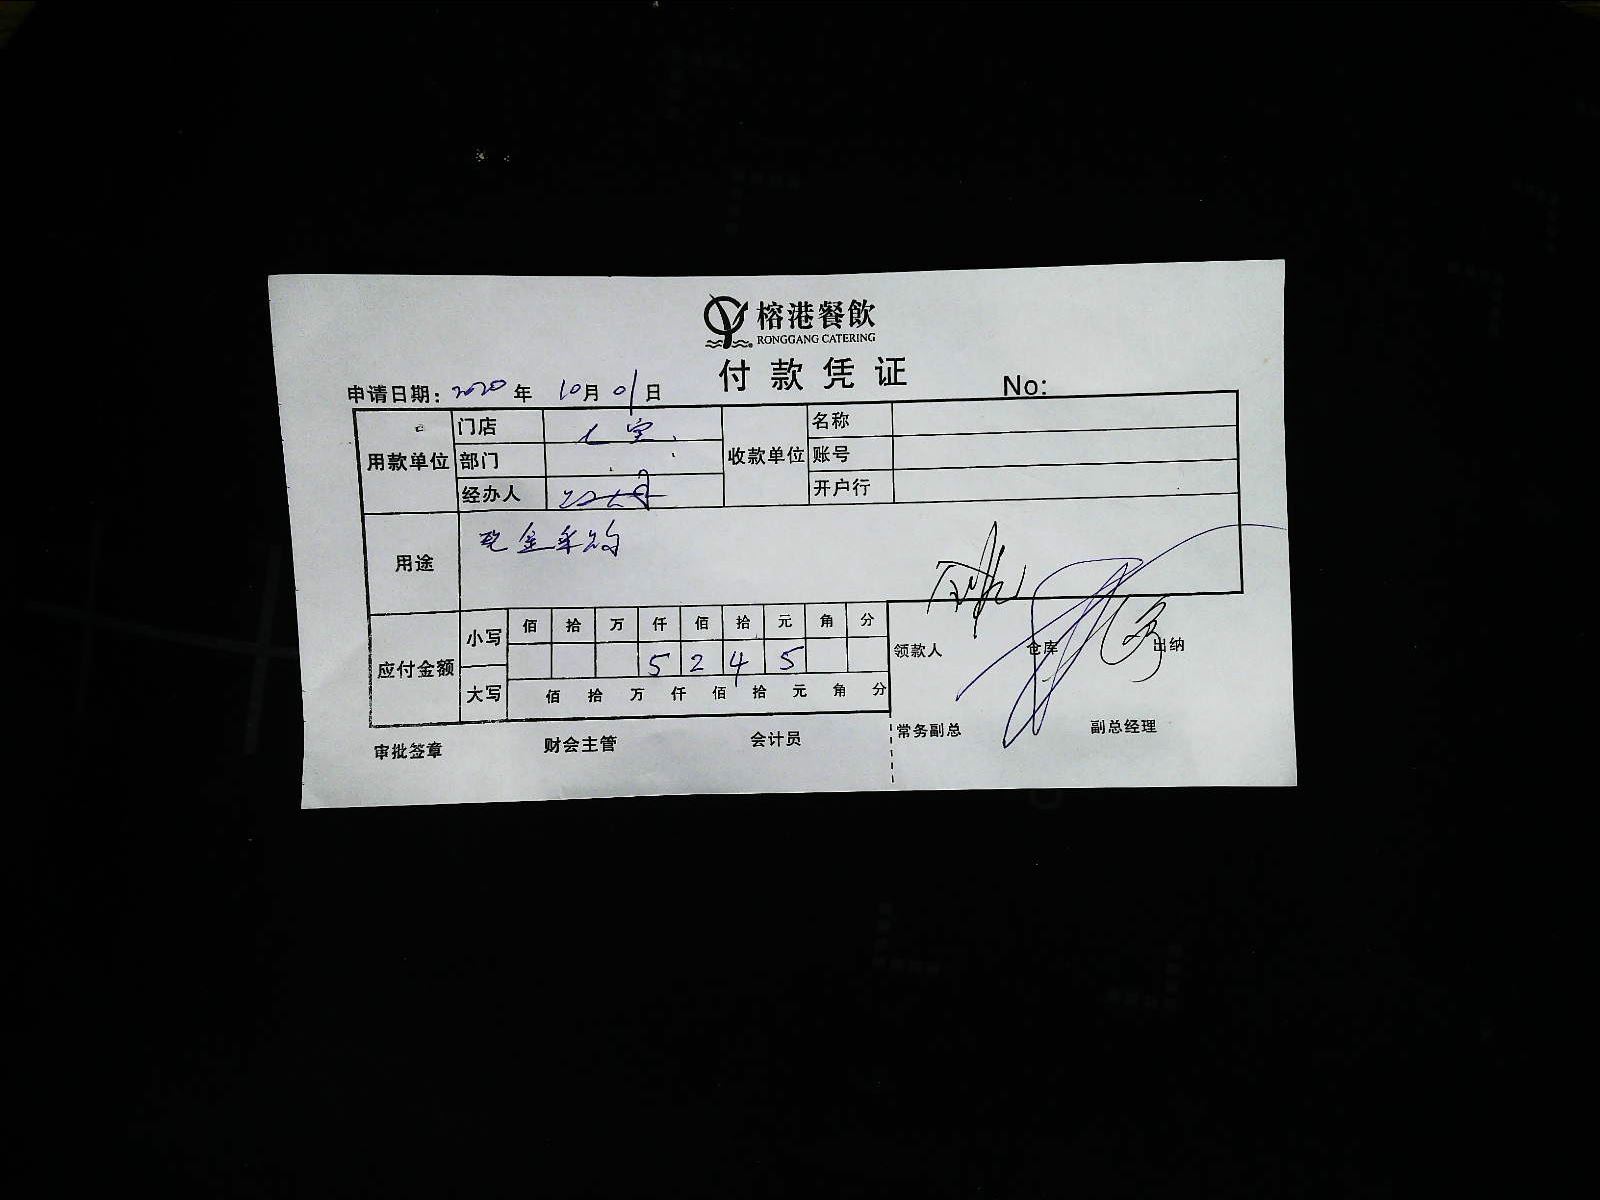 榕港餐飲
RONGGANG CATERING
付款凭证
申请日期：2020年 10月01日 No:
用款单位 门店 七宝 收款单位 名称
部门 账号
经办人 开户行
用途 现金采购
应付金额 小写 佰 拾 万 仟 佰 拾 元 角 分
5 2 4 5
大写 佰 拾 万 仟 佰 拾 元 角 分
领款人 仓库 出纳
审批签章 财会主管 会计员 常务副总 副总经理